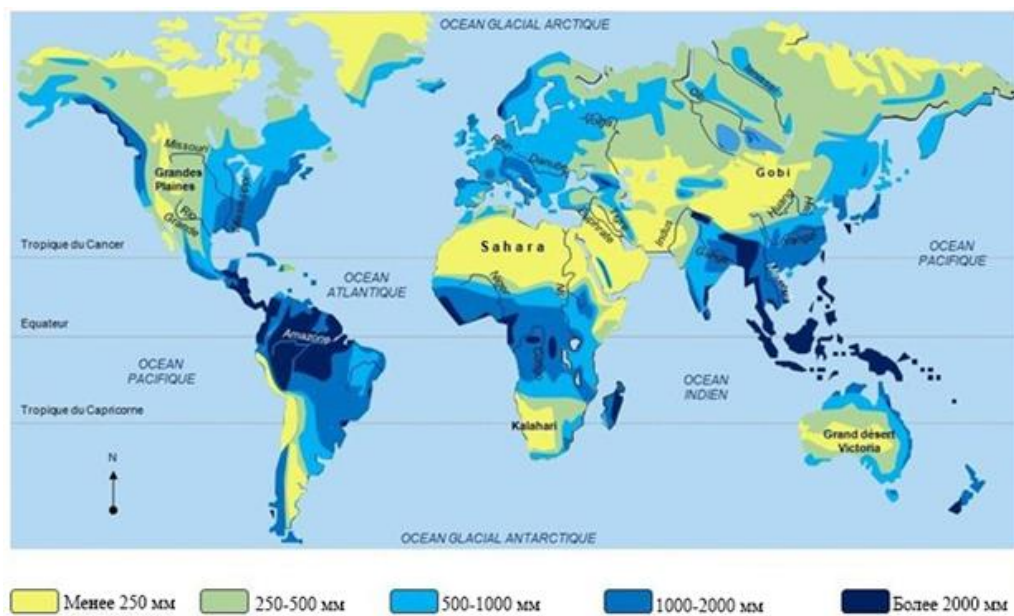 OCEAN GLACIAL ARCTIQUE
Missouri
Grandes
Plaines
Mississippi
Rio
Grande
Rhin
Danube
Volga
Ob
Gobi
Huang
Tigre
Euphrate
Indus
Sahara
Tropique du Cancer
OCEAN
ATLANTIQUE
OCEAN
PACIFIQUE
Niger
Nil
Gange
Mékong
Equateur
Amazone
Congo
OCEAN
PACIFIQUE
OCEAN
INDIEN
Tropique du Capricorne
Kalahari
Grand désert
Victoria
N
OCEAN GLACIAL ANTARCTIQUE
Менее 250 мм
250-500 мм
500-1000 мм
1000-2000 мм
Более 2000 мм